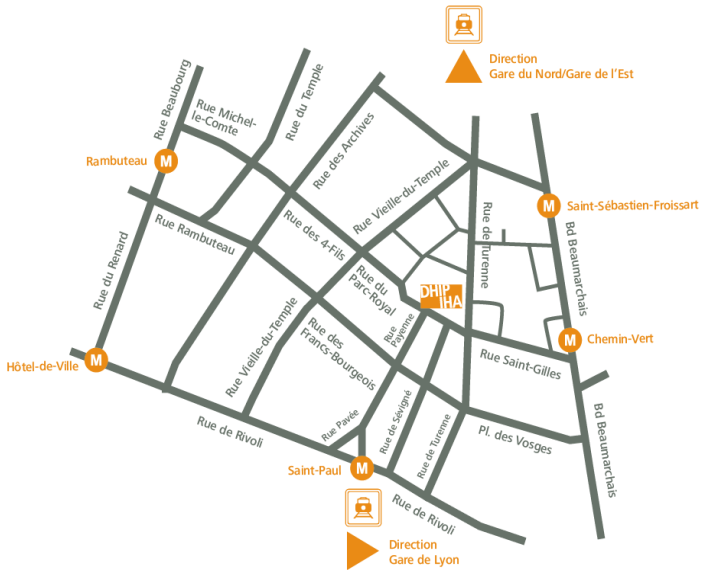 Direction
Gare du Nord/Gare de l'Est
Rue Beaubourg
Rue Michel-
le-Comte
Rue du Temple
Rue des Archives
M
Rambuteau
Rue Vieille-du-Temple
M
Saint-Sébastien-Froissart
Rue Rambuteau
Rue des 4-Fils
Rue de Turenne
Bd Beaumarchais
Rue du Renard
Rue du
Parc-Royal
DHIP
IHA
Rue Vieille-du-Temple
Rue des
Francs-Bourgeois
Rue
Payenne
M
Chemin-Vert
Rue Saint-Gilles
M
Hôtel-de-Ville
Rue de Rivoli
Rue Pavée
Rue de Sévigné
Rue de Turenne
Pl. des Vosges
Bd Beaumarchais
Saint-Paul
M
Rue de Rivoli
Direction
Gare de Lyon